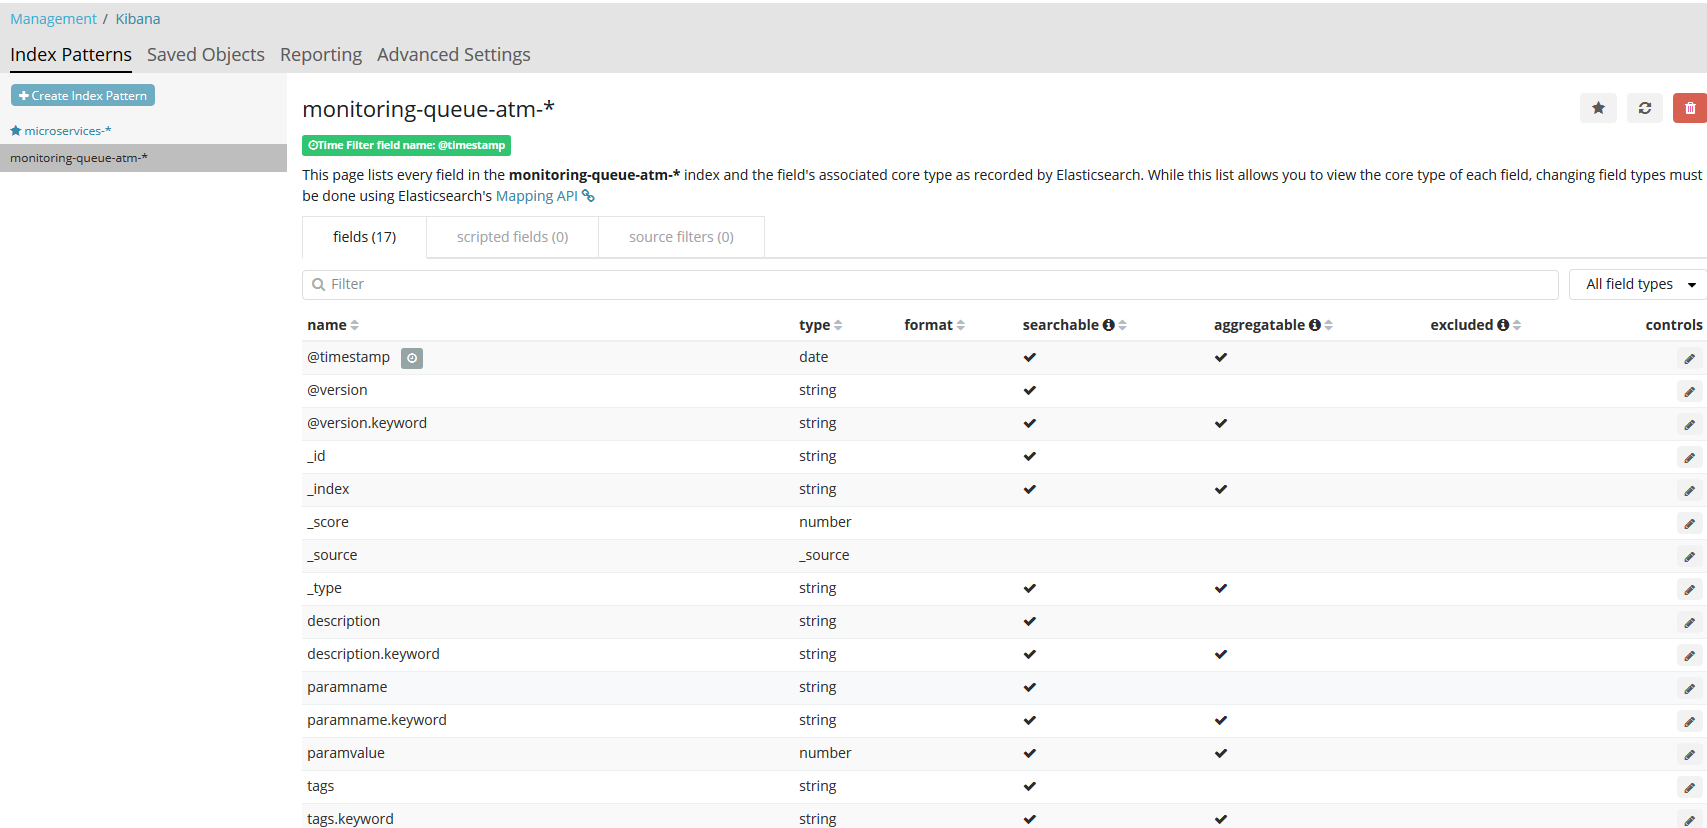 Management / Kibana
Index Patterns Saved Objects Reporting Advanced Settings
Create Index Pattern
microservices-*
monitoring-queue-atm-*
monitoring-queue-atm-*
Time Filter field name: @timestamp
This page lists every field in the monitoring-queue-atm-* index and the field's associated core type as recorded by Elasticsearch. While this list allows you to view the core type of each field, changing field types must
be done using Elasticsearch's Mapping API
fields (17) scripted fields (0) source filters (0)
Filter All field types
name type format searchable aggregatable excluded controls
@timestamp date
@version string
@version.keyword string
_id string
_index string
_score number
_source _source
_type string
description string
description.keyword string
paramname string
paramname.keyword string
paramvalue number
tags string
tags.keyword string